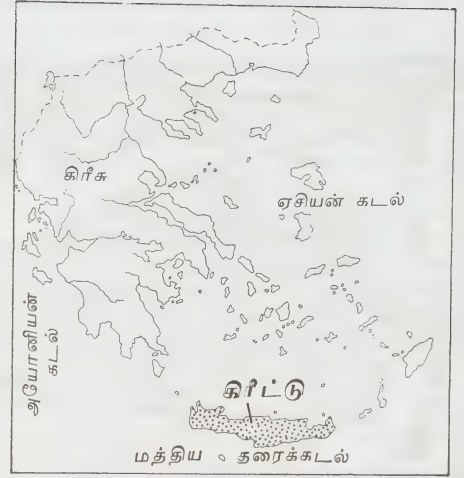 கிரீசு
ஏசியன் கடல்
அயோனியன்
கடல்
கிரீட்டு
மத்திய தரைக்கடல்